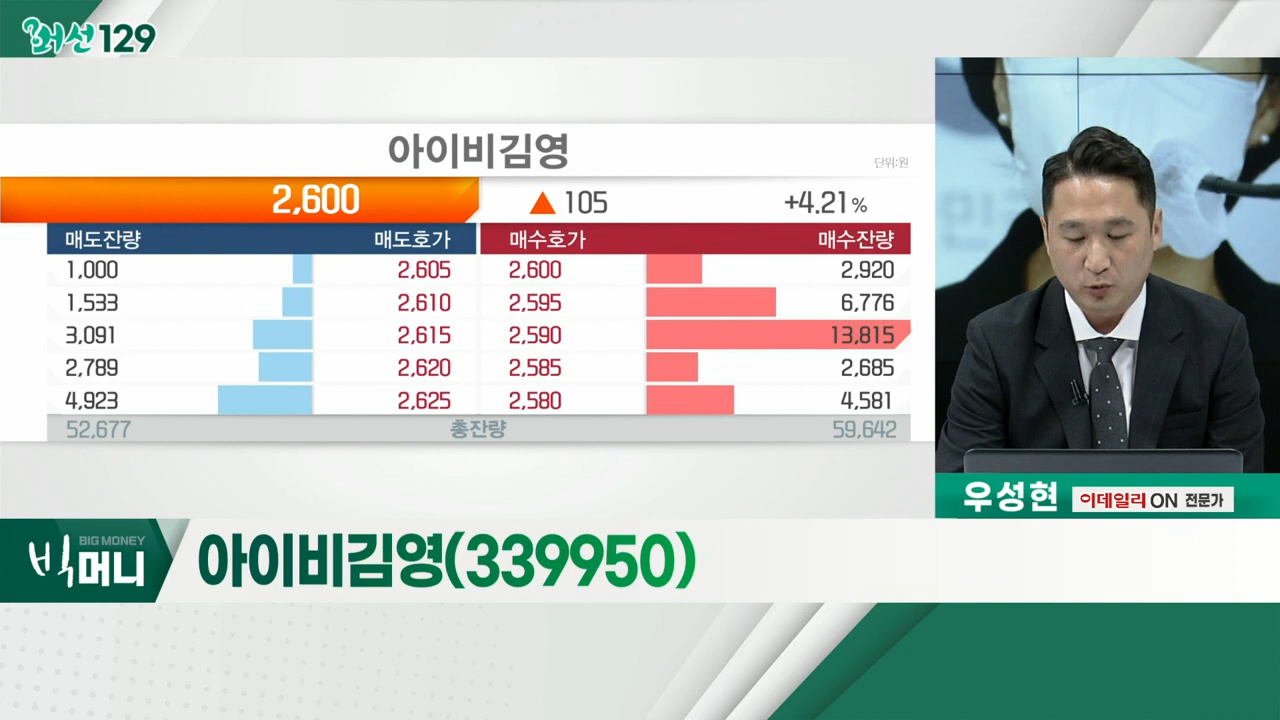 머선129
아이비김영
단위:원
2,600 ▲ 105 +4.21%
매도잔량 매도호가 매수호가 매수잔량
1,000 2,605 2,600 2,920
1,533 2,610 2,595 6,776
3,091 2,615 2,590 13,815
2,789 2,620 2,585 2,685
4,923 2,625 2,580 4,581
52,677 총잔량 59,642
우성현 이데일리 ON 전문가
BIG MONEY
빅머니 아이비김영(339950)